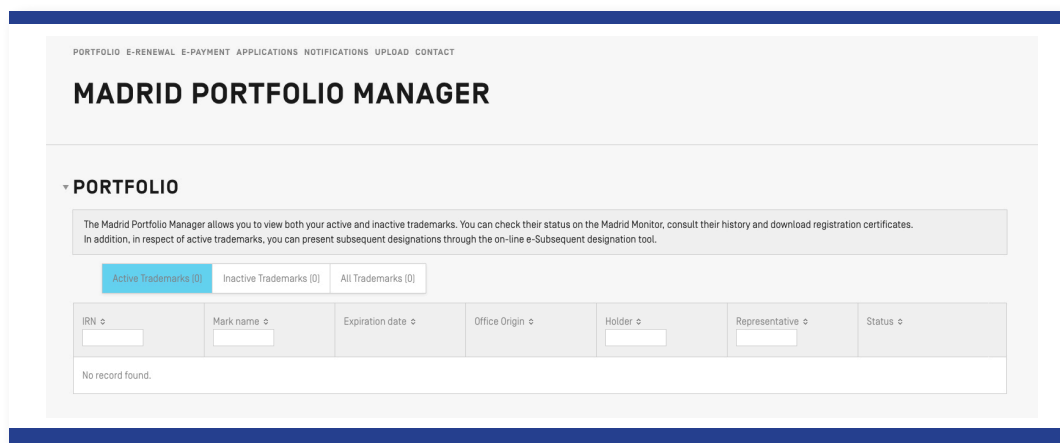 PORTFOLIO E-RENEWAL E-PAYMENT APPLICATIONS NOTIFICATIONS UPLOAD CONTACT
MADRID PORTFOLIO MANAGER
PORTFOLIO
The Madrid Portfolio Manager allows you to view both your active and inactive trademarks. You can check their status on the Madrid Monitor, consult their history and download registration certificates.
In addition, in respect of active trademarks, you can present subsequent designations through the on-line e-Subsequent designation tool.
Active Trademarks (0) Inactive Trademarks (0) All Trademarks (0)
IRN Mark name Expiration date Office Origin Holder Representative Status
No record found.